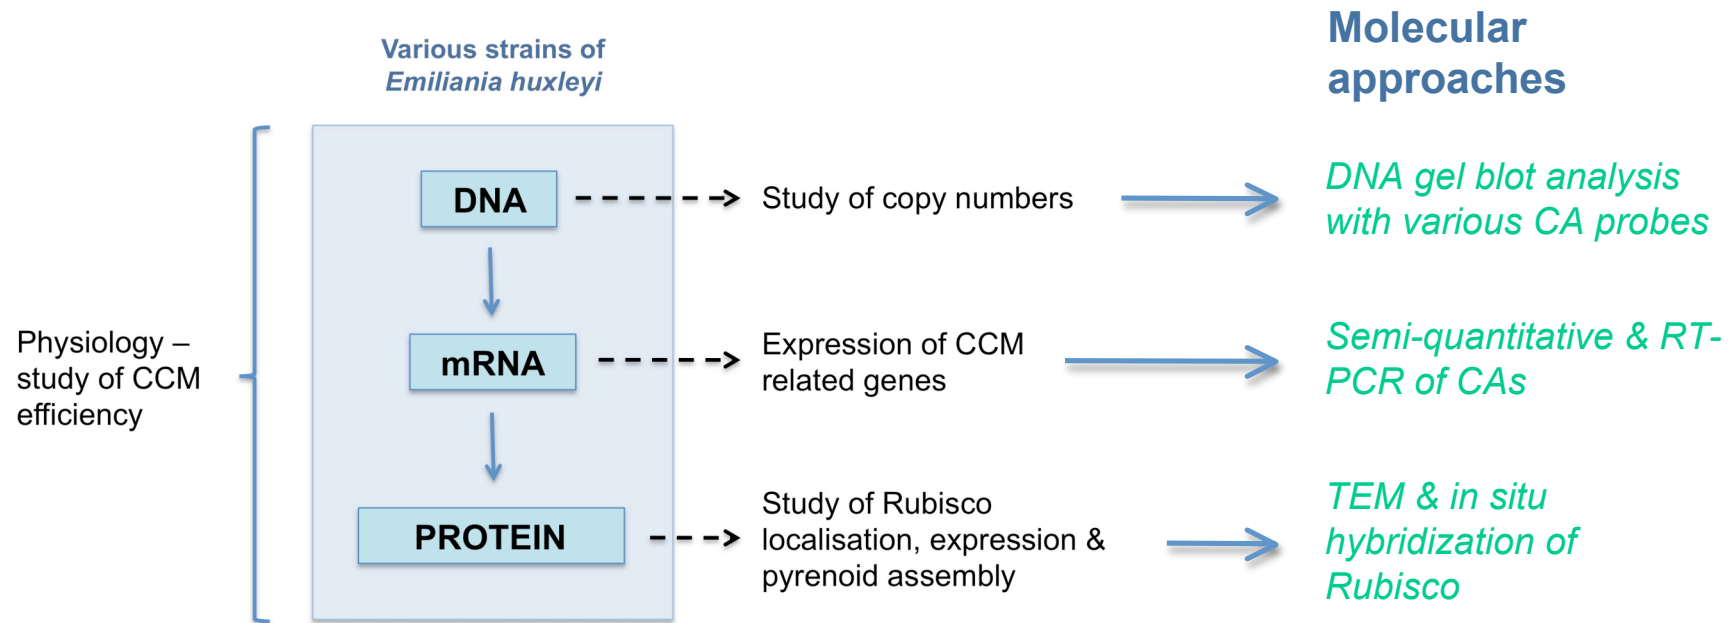 Molecular
approaches
Various strains of
Emiliania huxleyi
Physiology –
study of CCM
efficiency
DNA
Study of copy numbers
DNA gel blot analysis
with various CA probes
mRNA
Expression of CCM
related genes
Semi-quantitative & RT-
PCR of CAs
PROTEIN
Study of Rubisco
localisation, expression &
pyrenoid assembly
TEM & in situ
hybridization of
Rubisco